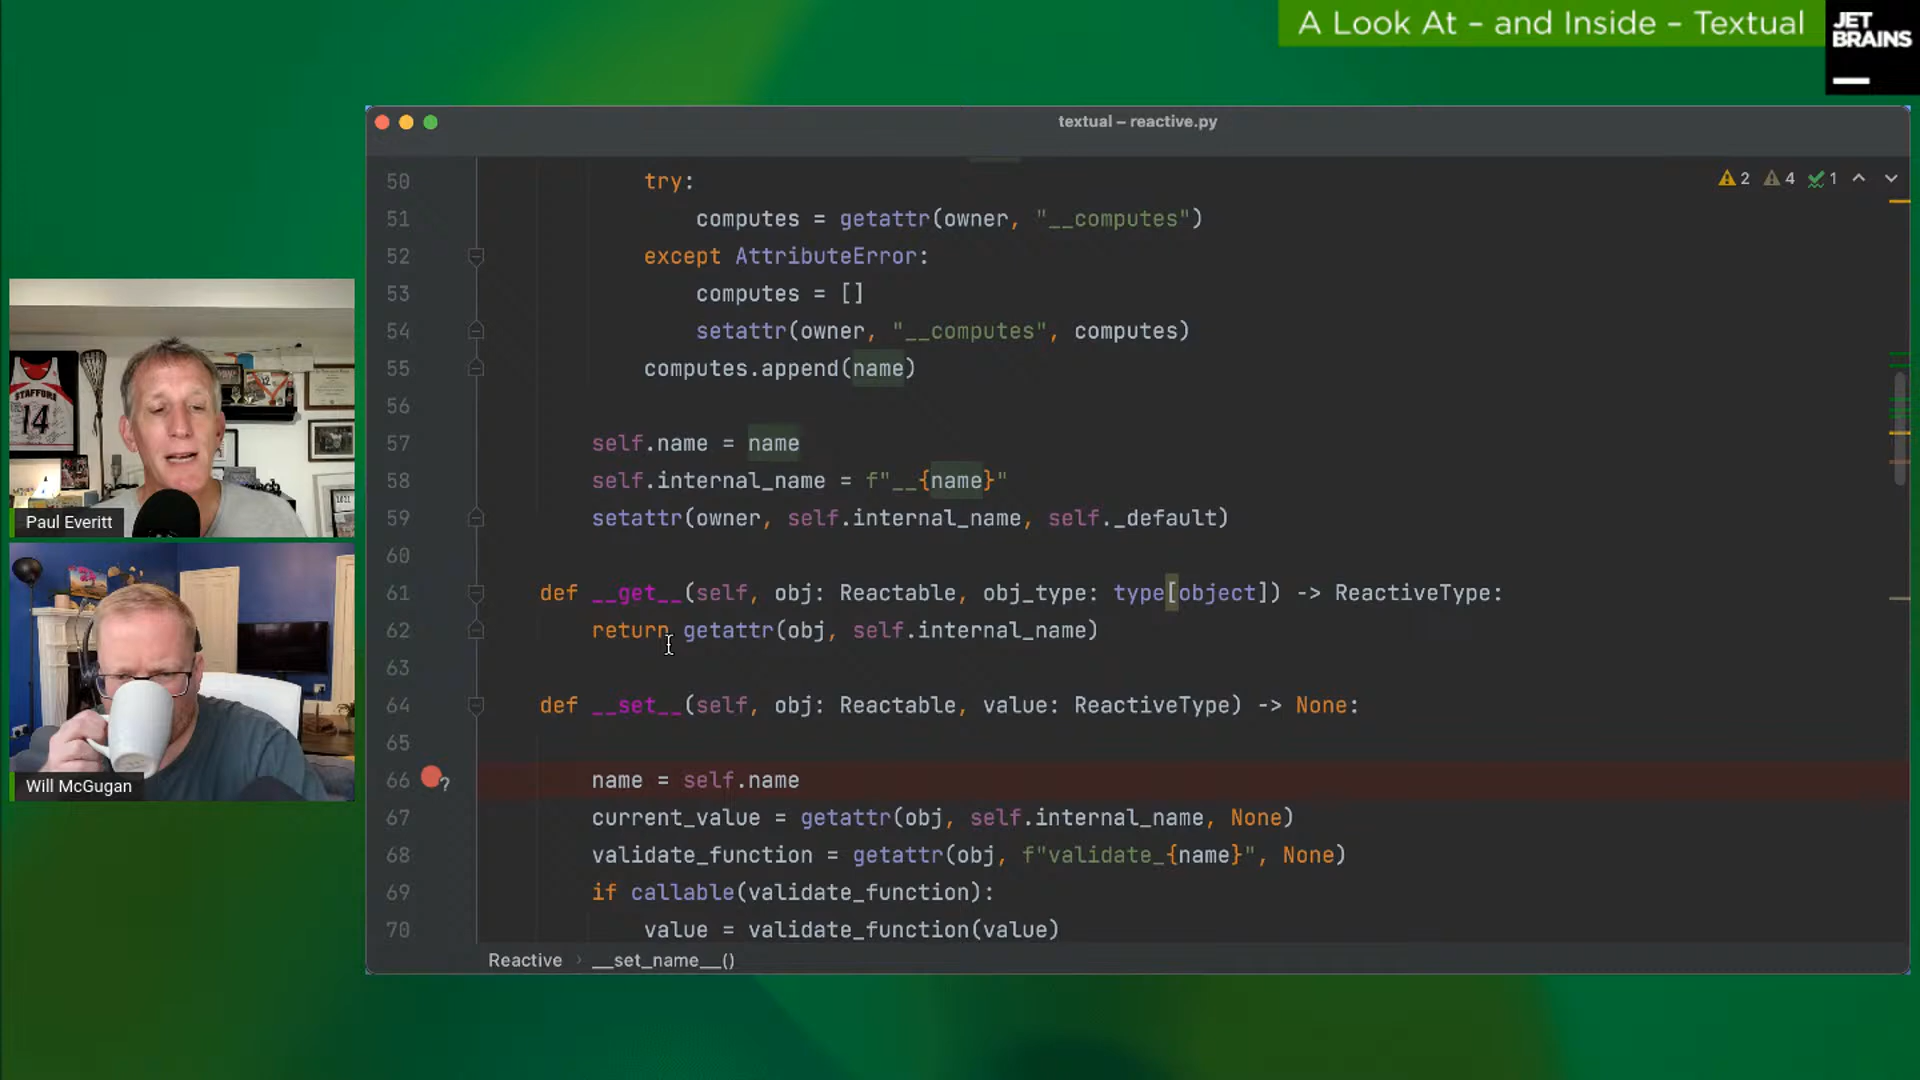 A Look At – and Inside – Textual
JET
BRAINS
textual – reactive.py
2 4 1
50 try:
51 computes = getattr(owner, "__computes")
52 except AttributeError:
53 computes = []
54 setattr(owner, "__computes", computes)
55 computes.append(name)
56
57 self.name = name
58 self.internal_name = f"__{name}"
59 setattr(owner, self.internal_name, self._default)
60
61 def __get__(self, obj: Reactable, obj_type: type[object]) -> ReactiveType:
62 return getattr(obj, self.internal_name)
63
64 def __set__(self, obj: Reactable, value: ReactiveType) -> None:
65
66 name = self.name
67 current_value = getattr(obj, self.internal_name, None)
68 validate_function = getattr(obj, f"validate_{name}", None)
69 if callable(validate_function):
70 value = validate_function(value)
Reactive › __set_name__()
STAFFORD
14
Paul Everitt
Will McGugan